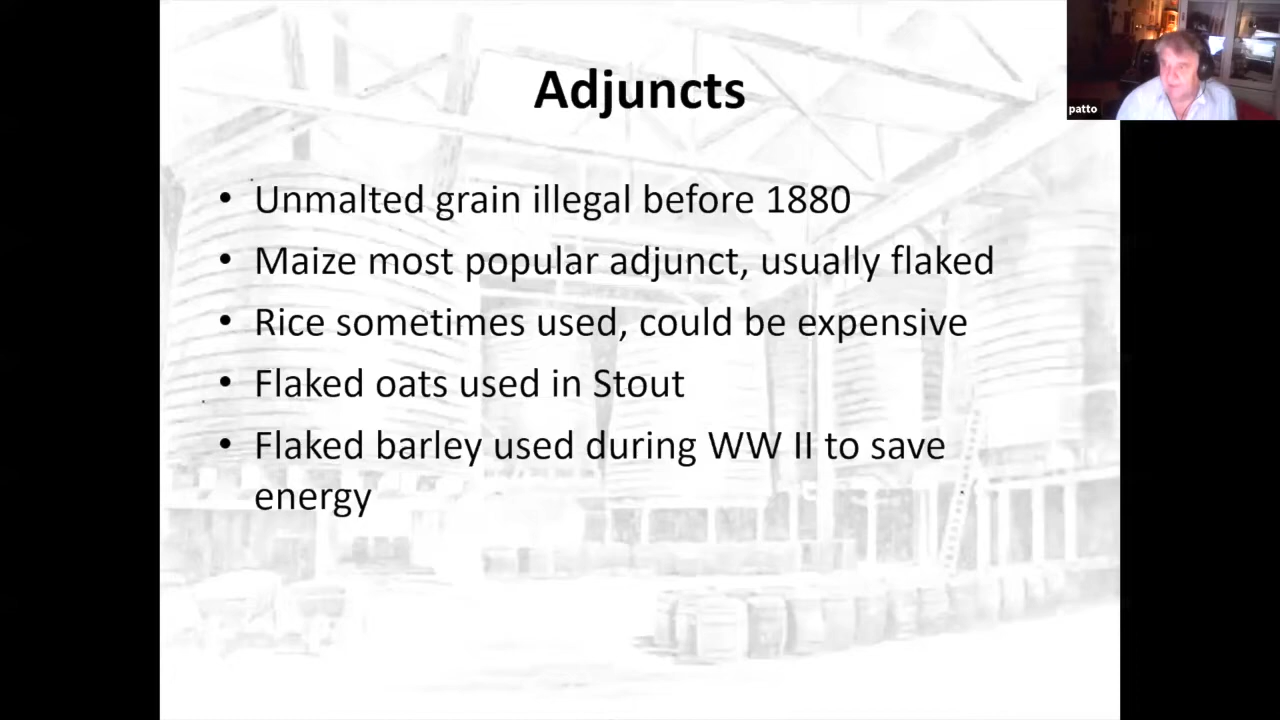 Adjuncts
patto
• Unmalted grain illegal before 1880
• Maize most popular adjunct, usually flaked
• Rice sometimes used, could be expensive
• Flaked oats used in Stout
• Flaked barley used during WW II to save
energy